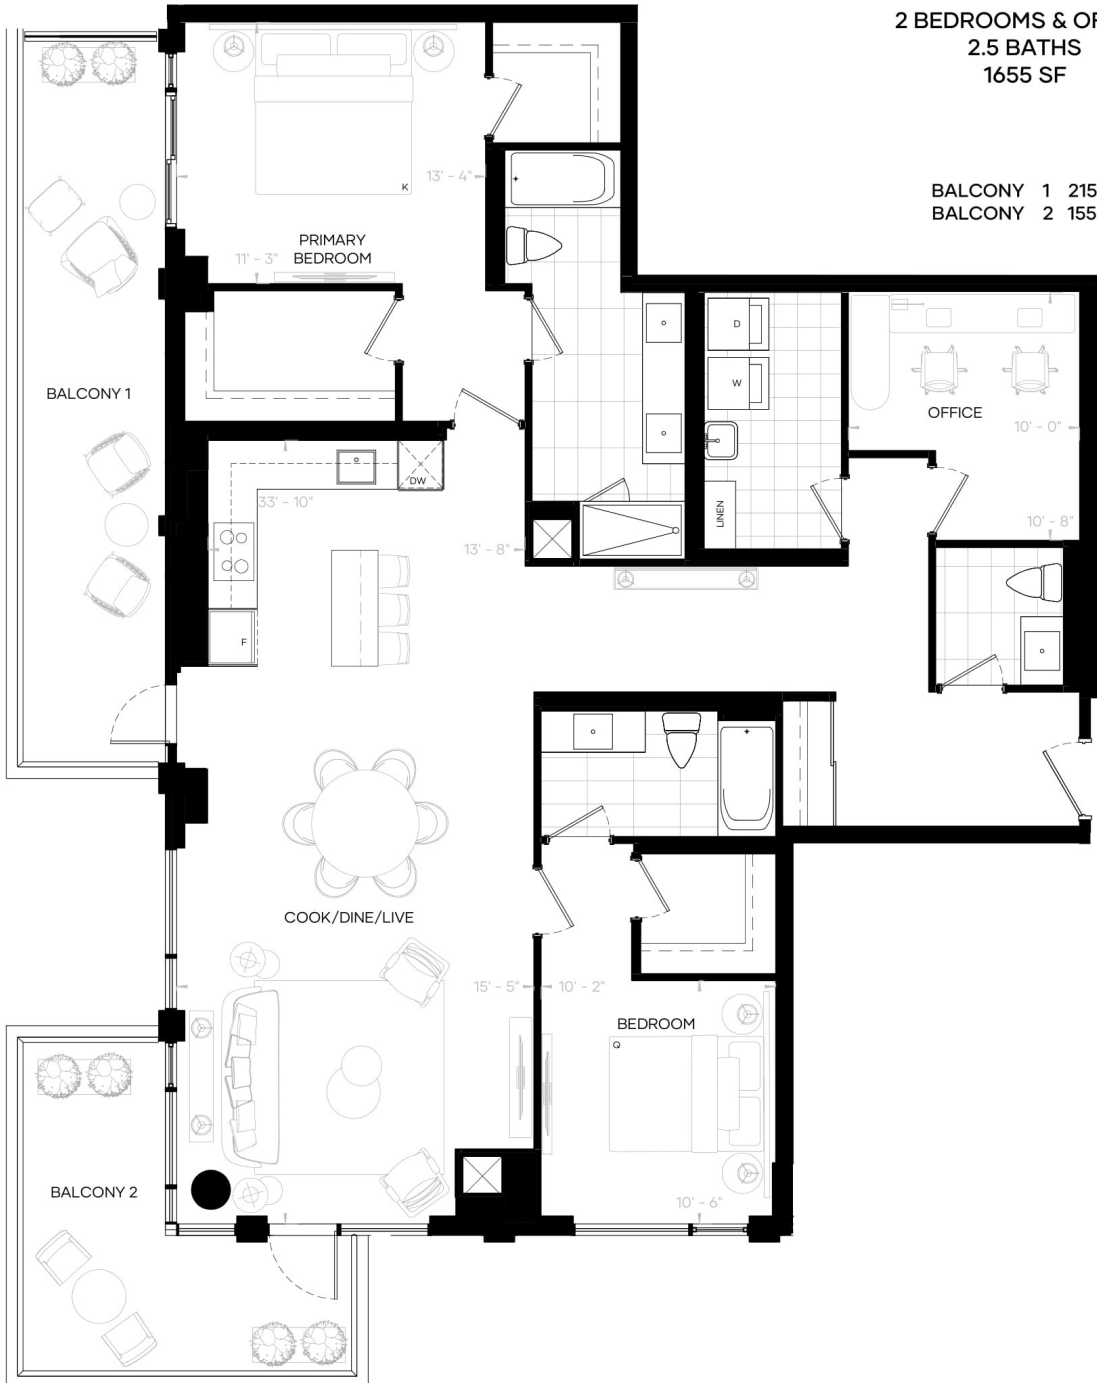 2 BEDROOMS & OF
2.5 BATHS
1655 SF
BALCONY 1 215
BALCONY 2 155
K
13' - 4"
PRIMARY
BEDROOM
11' - 3"
BALCONY 1
D
W
LINEN
OFFICE
10' - 0"
10' - 8"
DW
33' - 10"
13' - 8"
F
COOK/DINE/LIVE
15' - 5"
10' - 2"
BEDROOM
Q
10' - 6"
BALCONY 2